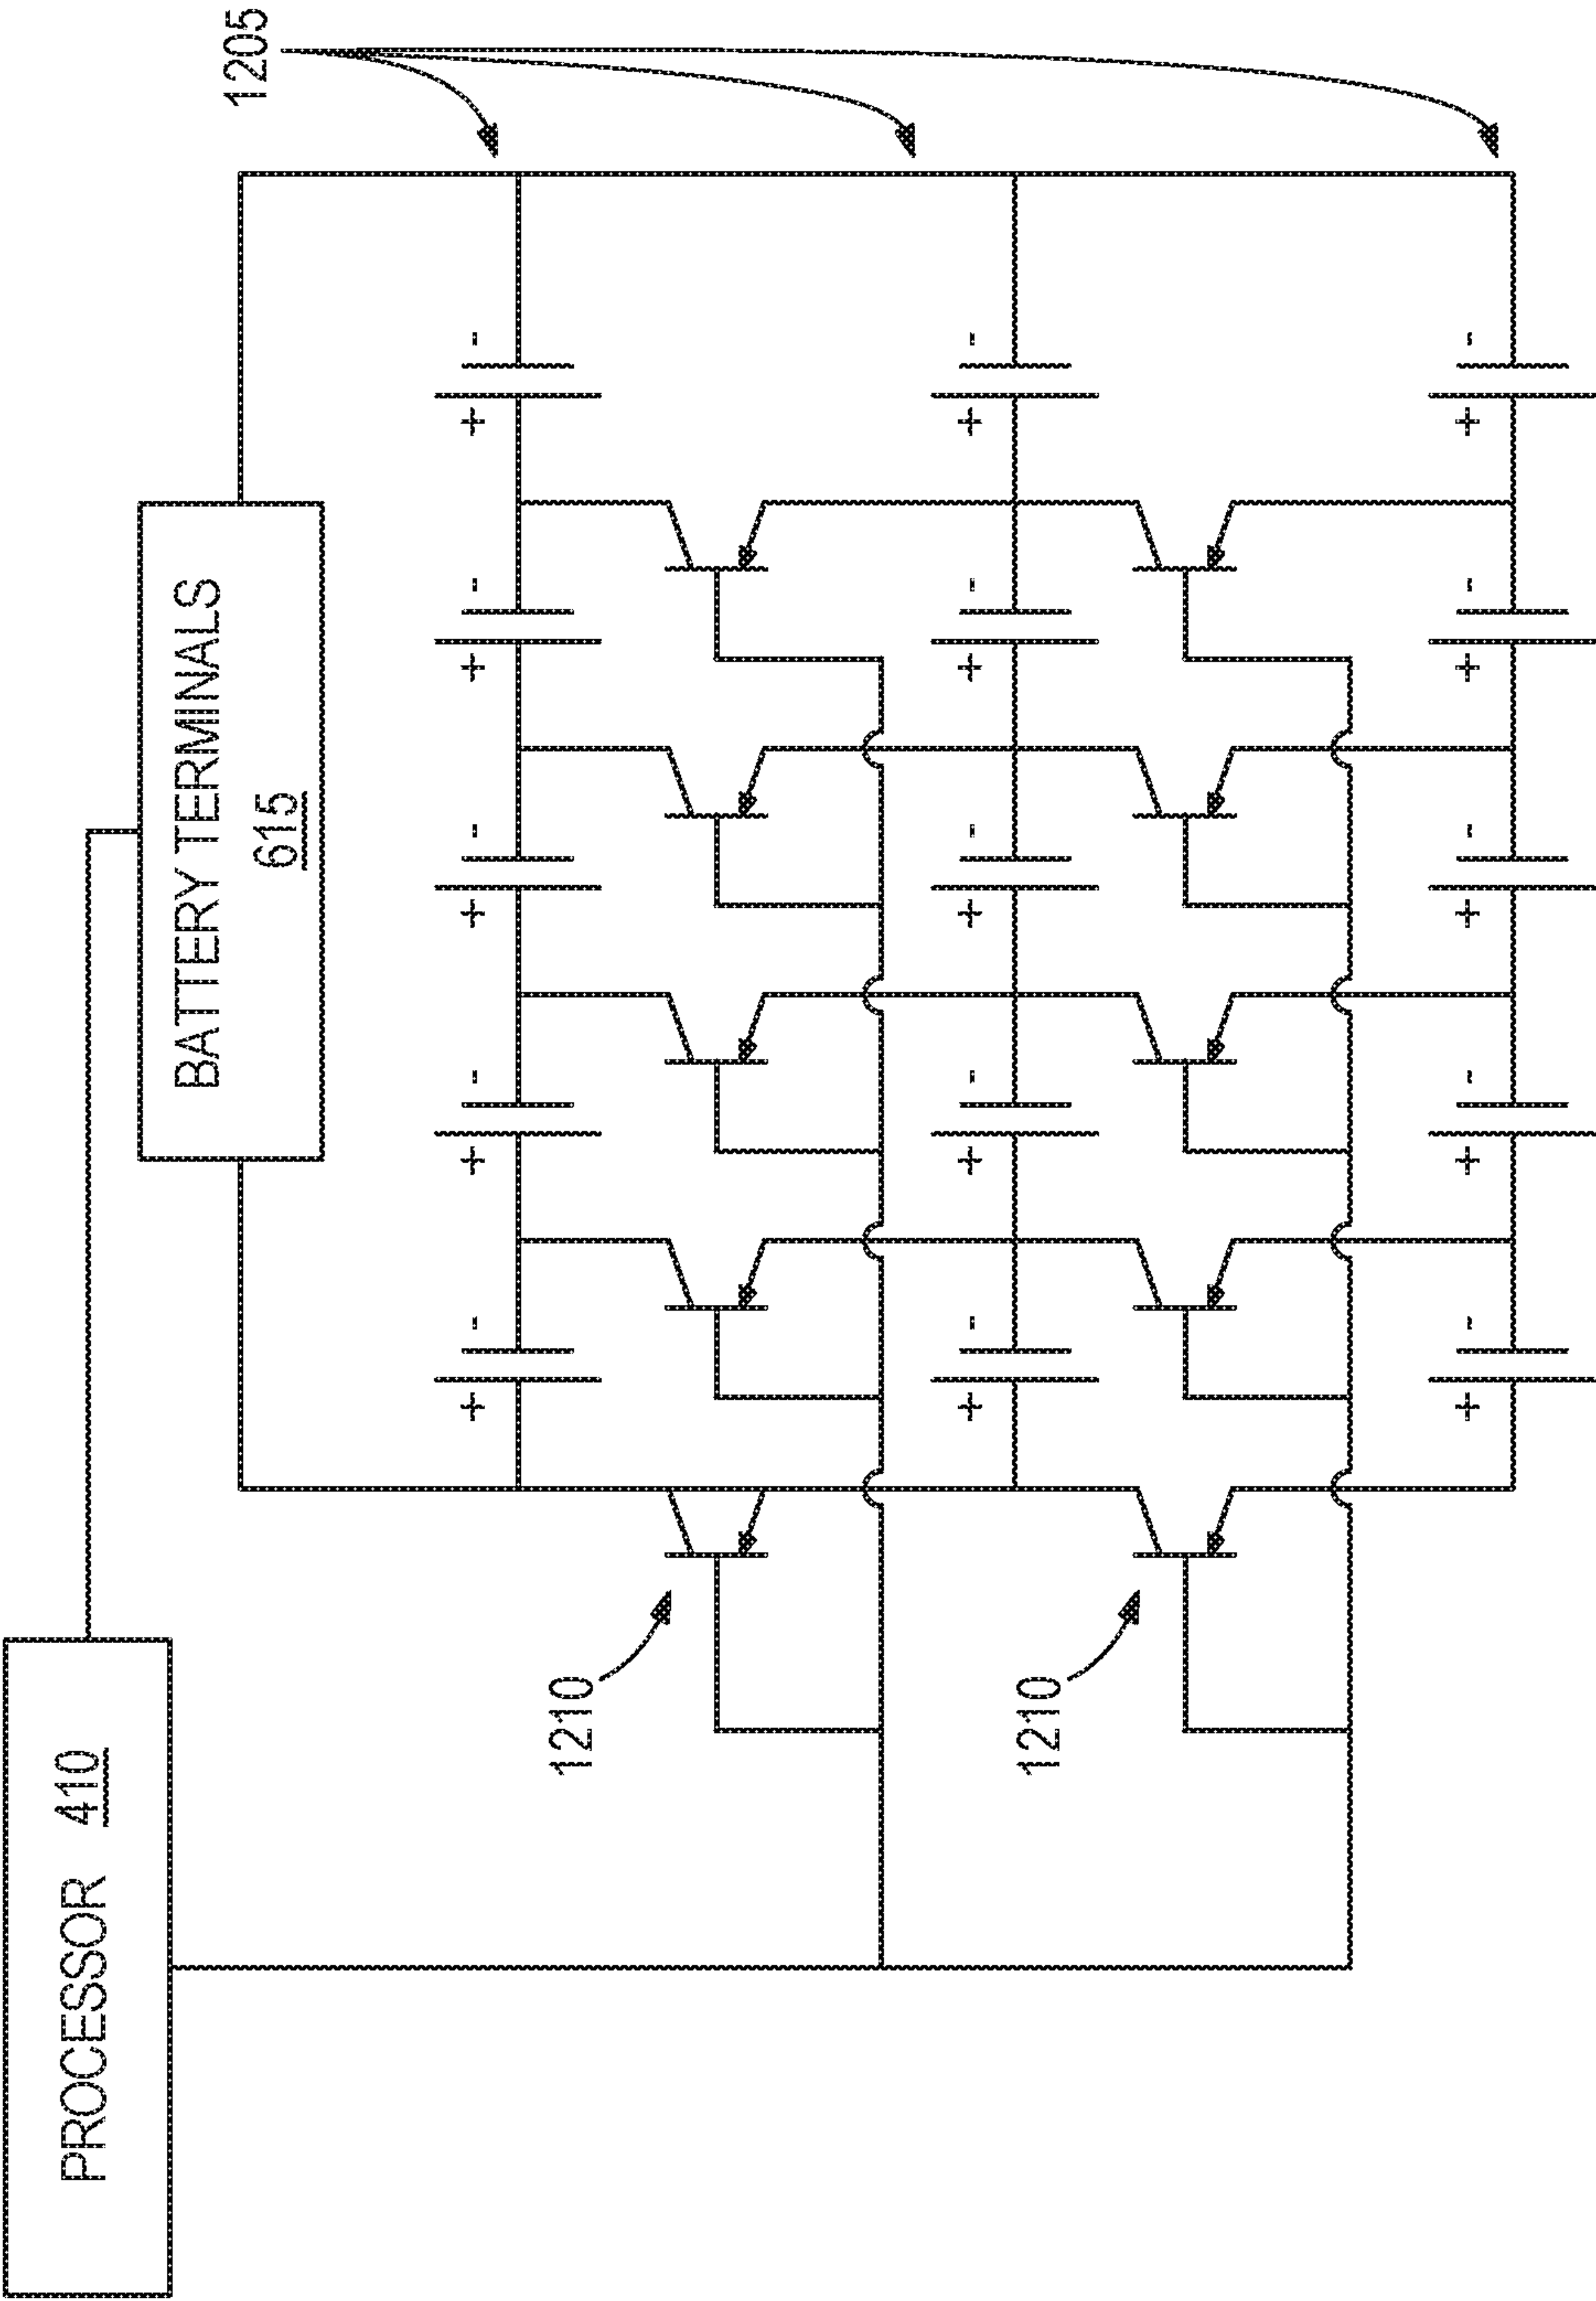 PROCESSOR 410
BATTERY TERMINALS
615
1205
1210
1210
+ - + - + - + - + -
+ - + - + - + - + -
+ - + - + - + - + -